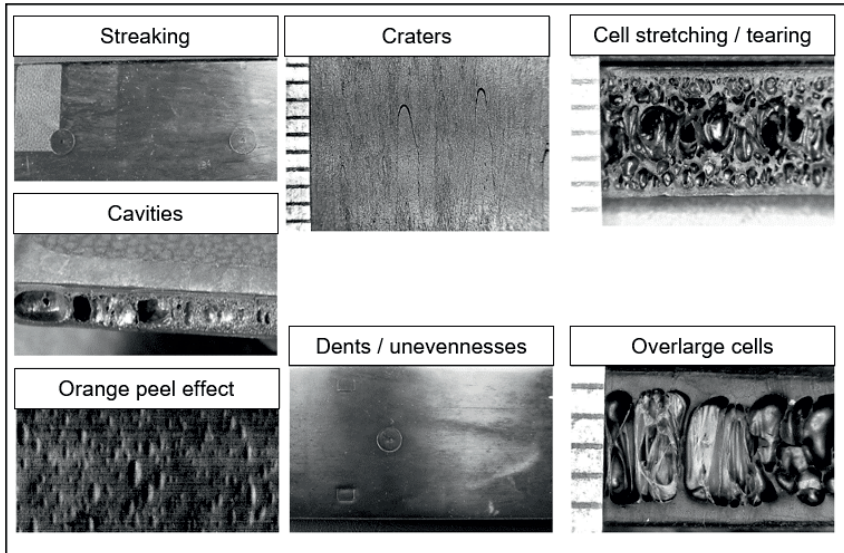 Streaking
Craters
Cell stretching / tearing
Cavities
Dents / unevennesses
Overlarge cells
Orange peel effect